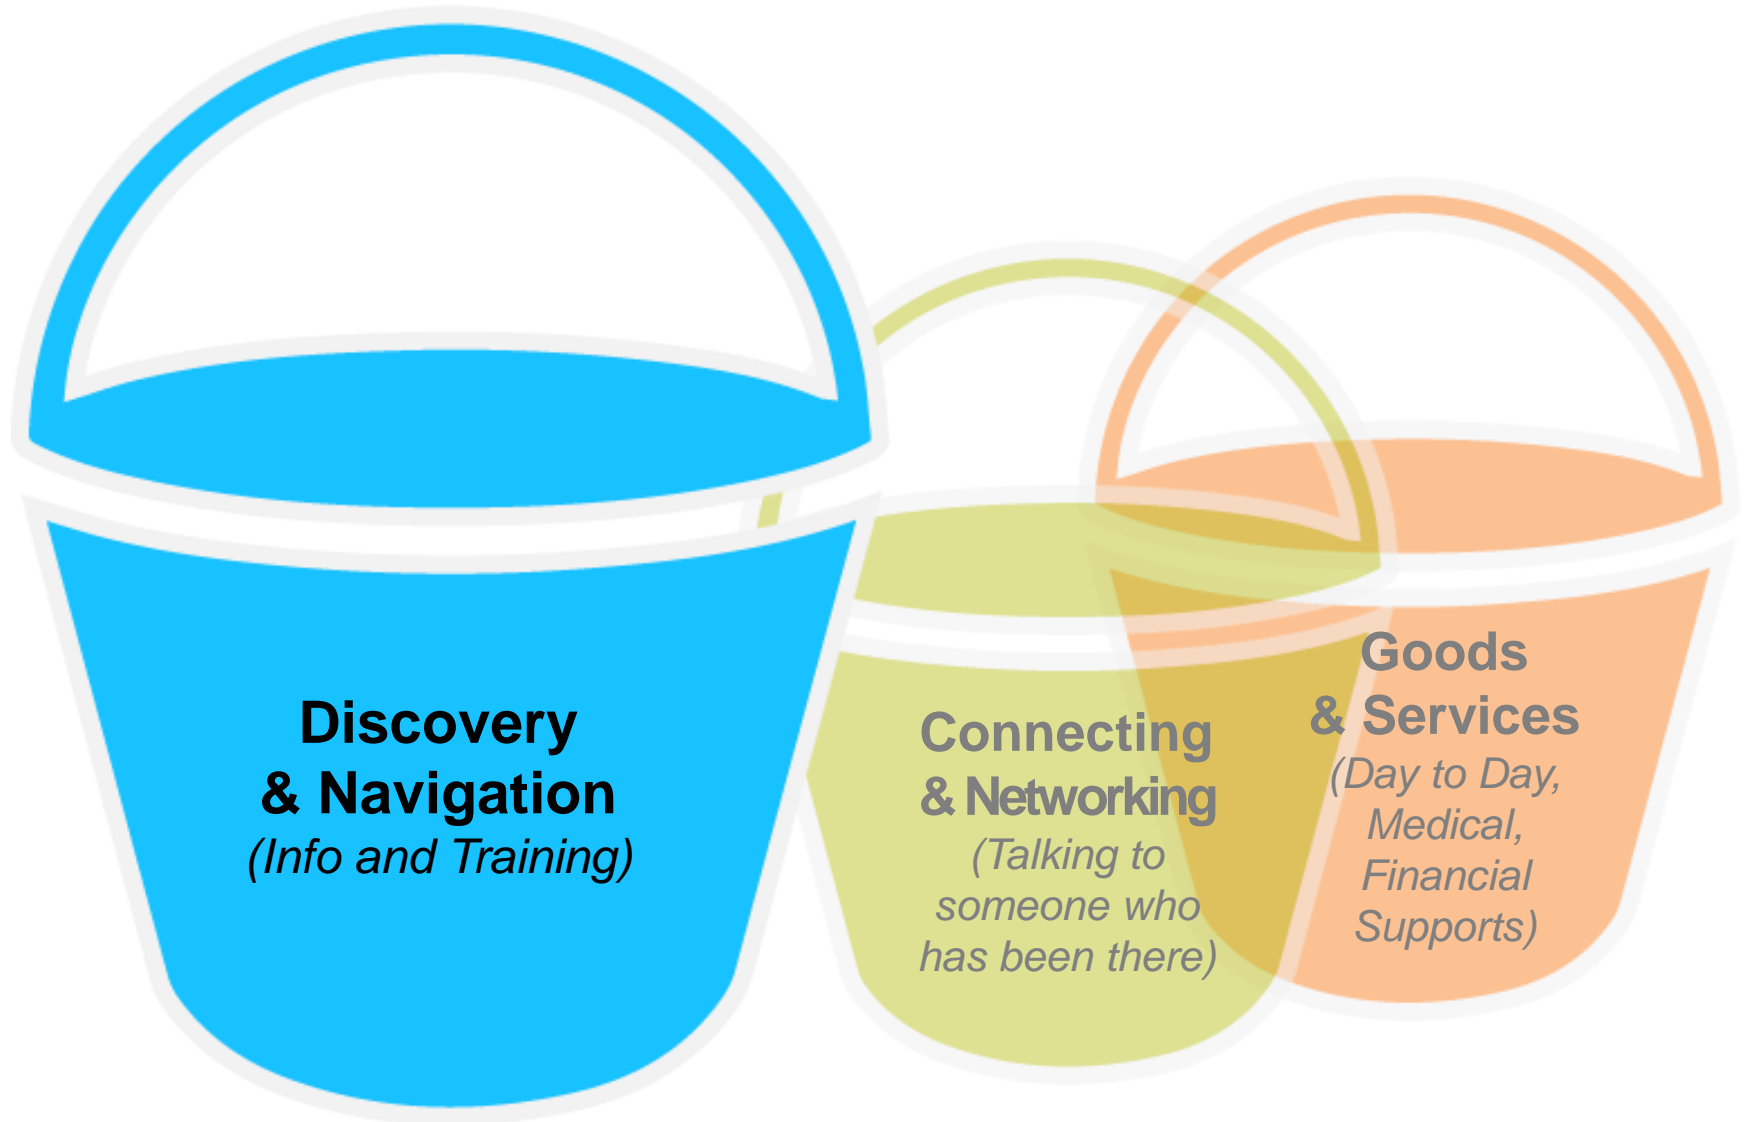 Discovery
& Navigation
(Info and Training)
Connecting
& Networking
(Talking to
someone who
has been there)
Goods
& Services
(Day to Day,
Medical,
Financial
Supports)